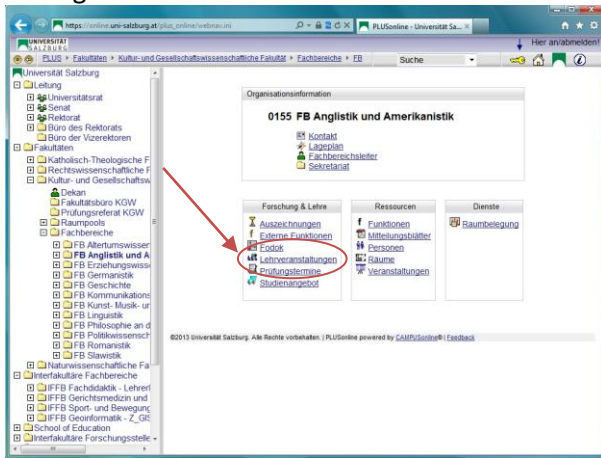 https://online.uni-salzburg.at/plus_online/webnav.ini
PLUSonline - Universität Sa...
UNIVERSITÄT
SALZBURG
Hier an/abmelden!
PLUS Fakultäten Kultur- und Gesellschaftswissenschaftliche Fakultät Fachbereiche FB
Suche
Universität Salzburg
Leitung
Universitätsrat
Senat
Rektorat
Büro des Rektorats
Büro der Vizerektoren
Fakultäten
Katholisch-Theologische F
Rechtswissenschaftliche F
Kultur- und Gesellschaftsw
Dekan
Fakultätsbüro KGW
Prüfungsreferat KGW
Raumpools
Fachbereiche
FB Altertumswisser
FB Anglistik und A
FB Erziehungswiss
FB Germanistik
FB Geschichte
FB Kommunikations
FB Kunst- Musik- ur
FB Linguistik
FB Philosophie an d
FB Politikwissensch
FB Romanistik
FB Slawistik
Naturwissenschaftliche Fa
Interfakultäre Fachbereiche
IFFB Fachdidaktik - Lehrerl
IFFB Gerichtsmedizin und
IFFB Sport- und Bewegung
IFFB Geoinformatik - Z_GIS
School of Education
Interfakultäre Forschungsstelle
Organisationsinformation
0155 FB Anglistik und Amerikanistik
Kontakt
Lageplan
Fachbereichsleiter
Sekretariat
Forschung & Lehre
Auszeichnungen
Externe Funktionen
Fodok
Lehrveranstaltungen
Prüfungstermine
Studienangebot
Ressourcen
Funktionen
Mitteilungsblätter
Personen
Räume
Veranstaltungen
Dienste
Raumbelegung
©2013 Universität Salzburg. Alle Rechte vorbehalten. | PLUSonline powered by CAMPUSonline® | Feedback